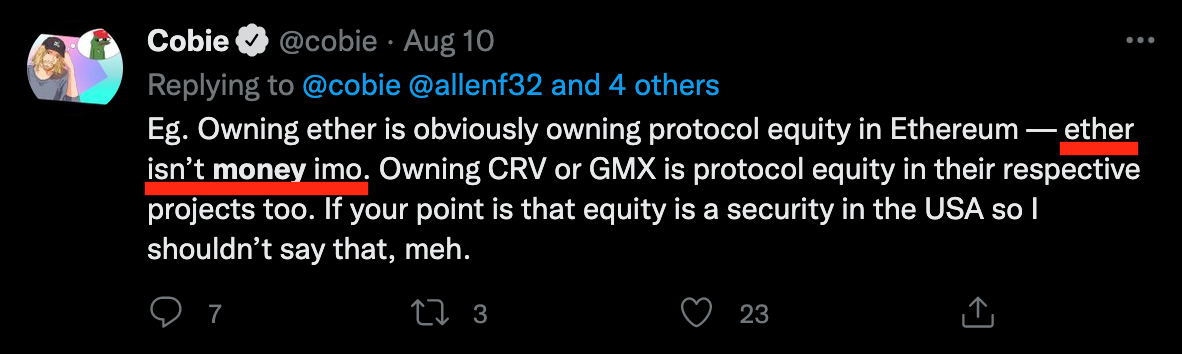 Cobie @cobie · Aug 10
Replying to @cobie @allenf32 and 4 others
Eg. Owning ether is obviously owning protocol equity in Ethereum — ether
isn’t money imo. Owning CRV or GMX is protocol equity in their respective
projects too. If your point is that equity is a security in the USA so I
shouldn’t say that, meh.
7 3 23